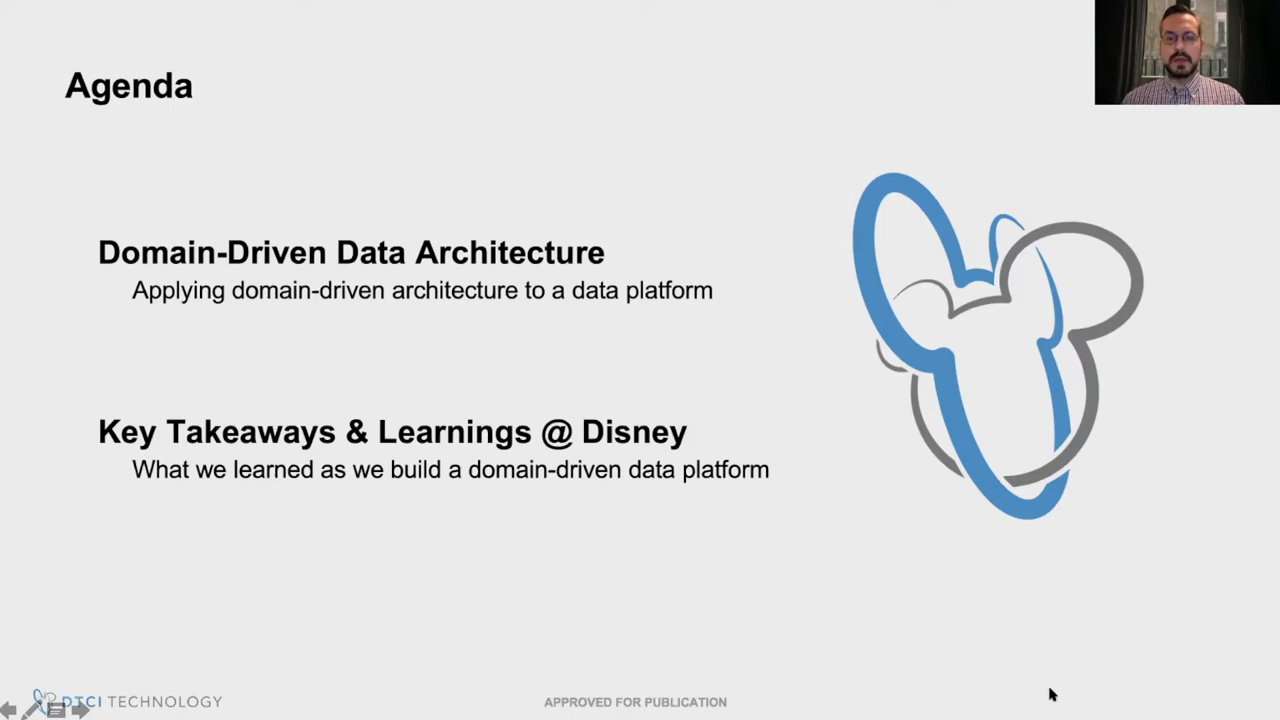 Agenda
Domain-Driven Data Architecture
Applying domain-driven architecture to a data platform
Key Takeaways & Learnings @ Disney
What we learned as we build a domain-driven data platform
DTCI TECHNOLOGY
APPROVED FOR PUBLICATION